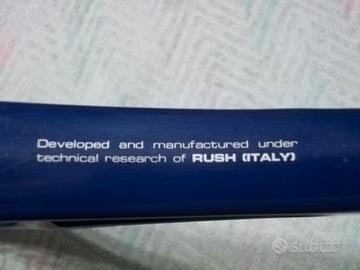 Developed and manufactured under
technical research of RUSH (ITALY)
subito